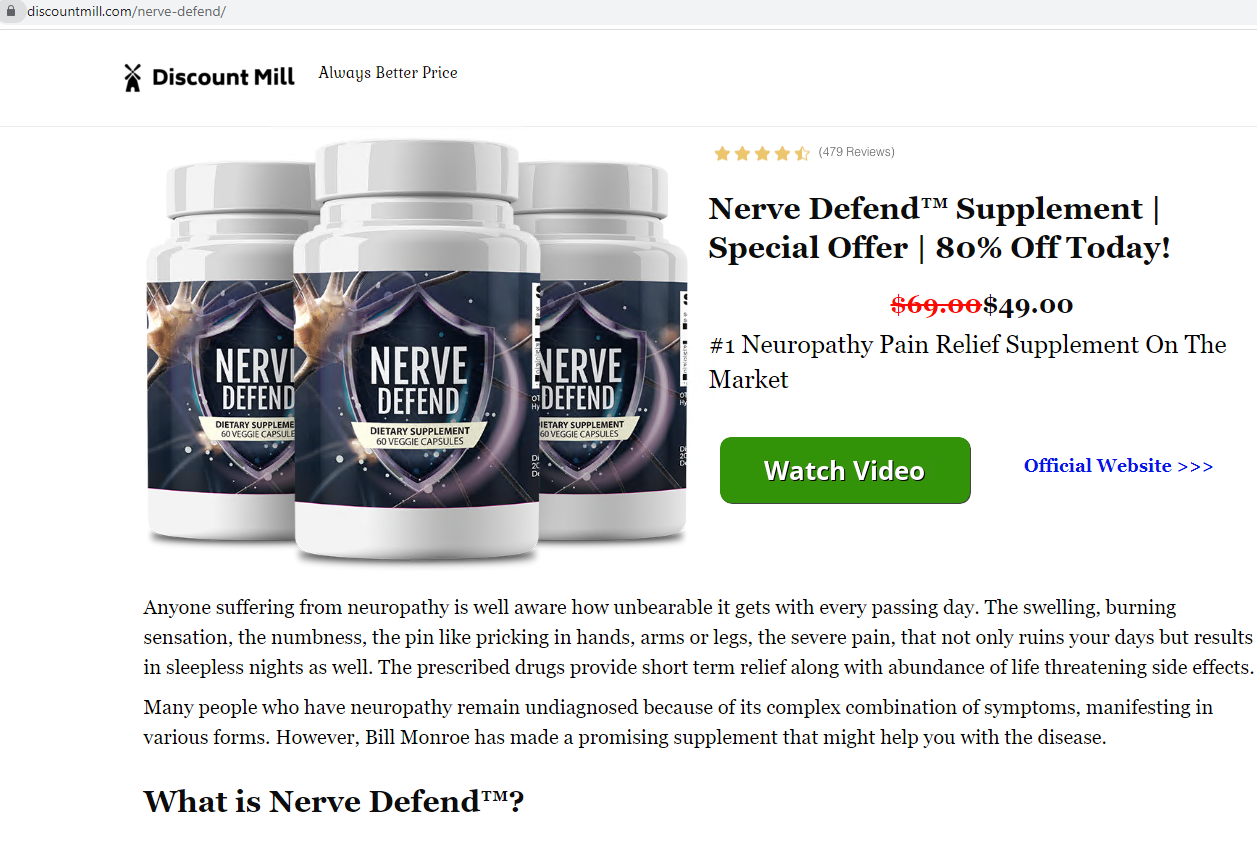 discountmill.com/nerve-defend/
Discount Mill
Always Better Price
(479 Reviews)
Nerve Defend™ Supplement |
Special Offer | 80% Off Today!
$69.00$49.00
#1 Neuropathy Pain Relief Supplement On The
Market
Watch Video
Official Website >>>
NERVE
DEFEND
DIETARY SUPPLEMENT
60 VEGGIE CAPSULES
NERVE
DEFEND
DIETARY SUPPLEMENT
60 VEGGIE CAPSULES
Anyone suffering from neuropathy is well aware how unbearable it gets with every passing day. The swelling, burning
sensation, the numbness, the pin like pricking in hands, arms or legs, the severe pain, that not only ruins your days but results
in sleepless nights as well. The prescribed drugs provide short term relief along with abundance of life threatening side effects.
Many people who have neuropathy remain undiagnosed because of its complex combination of symptoms, manifesting in
various forms. However, Bill Monroe has made a promising supplement that might help you with the disease.
What is Nerve Defend™?